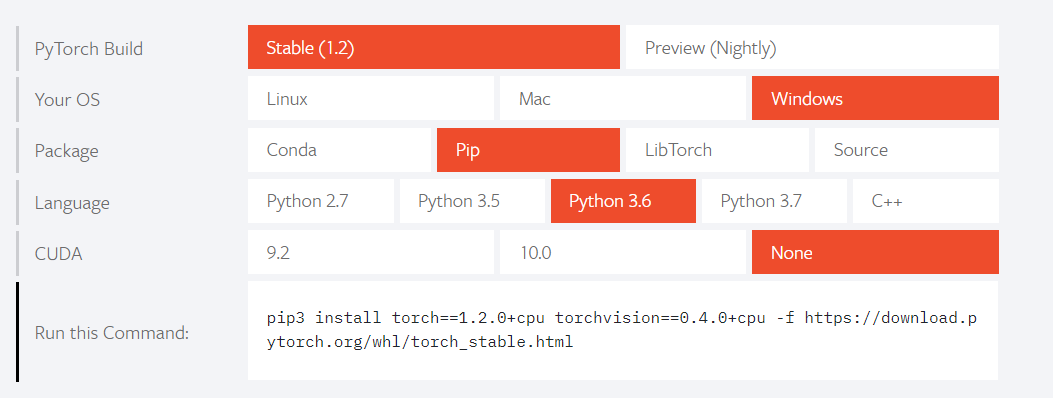 PyTorch Build Stable (1.2) Preview (Nightly)
Your OS Linux Mac Windows
Package Conda Pip LibTorch Source
Language Python 2.7 Python 3.5 Python 3.6 Python 3.7 C++
CUDA 9.2 10.0 None
Run this Command:
pip3 install torch==1.2.0+cpu torchvision==0.4.0+cpu -f https://download.p
ytorch.org/whl/torch_stable.html